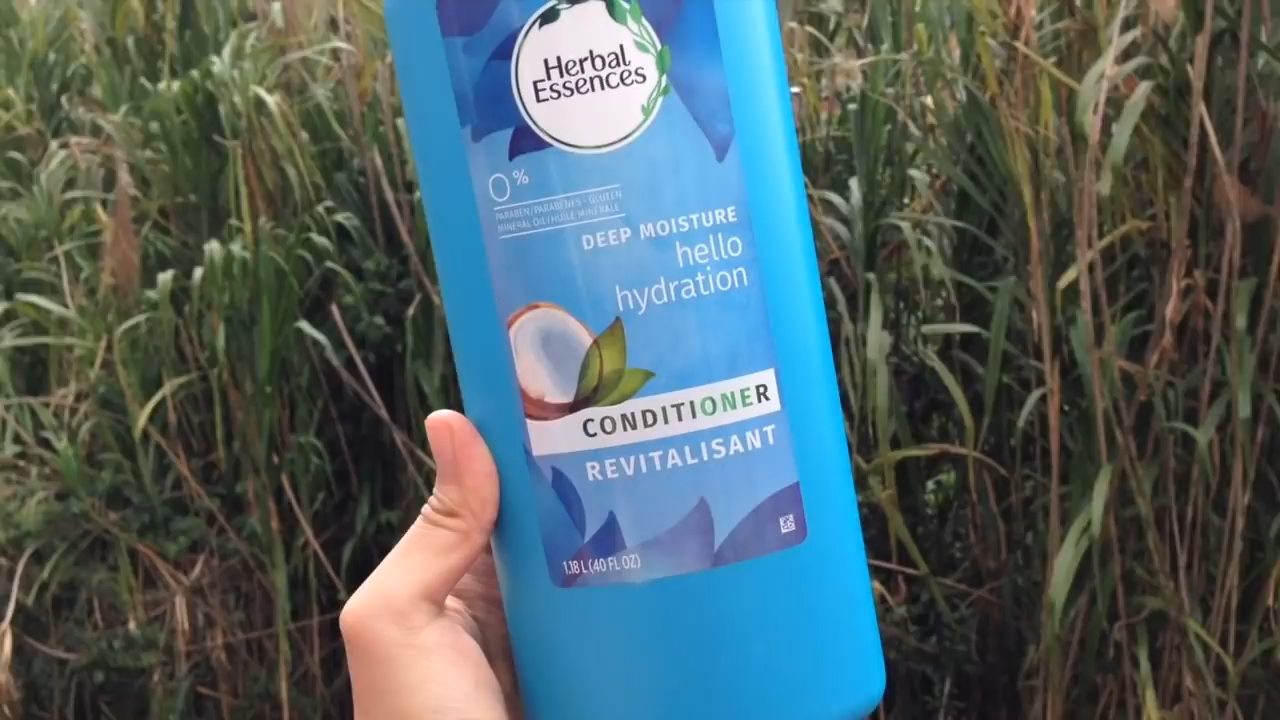 Herbal
Essences
0%
PARABEN/PARABÈNES · GLUTEN
MINERAL OIL/HUILE MINÉRALE
DEEP MOISTURE
hello
hydration
CONDITIONER
REVITALISANT
1.18 L (40 FL OZ)